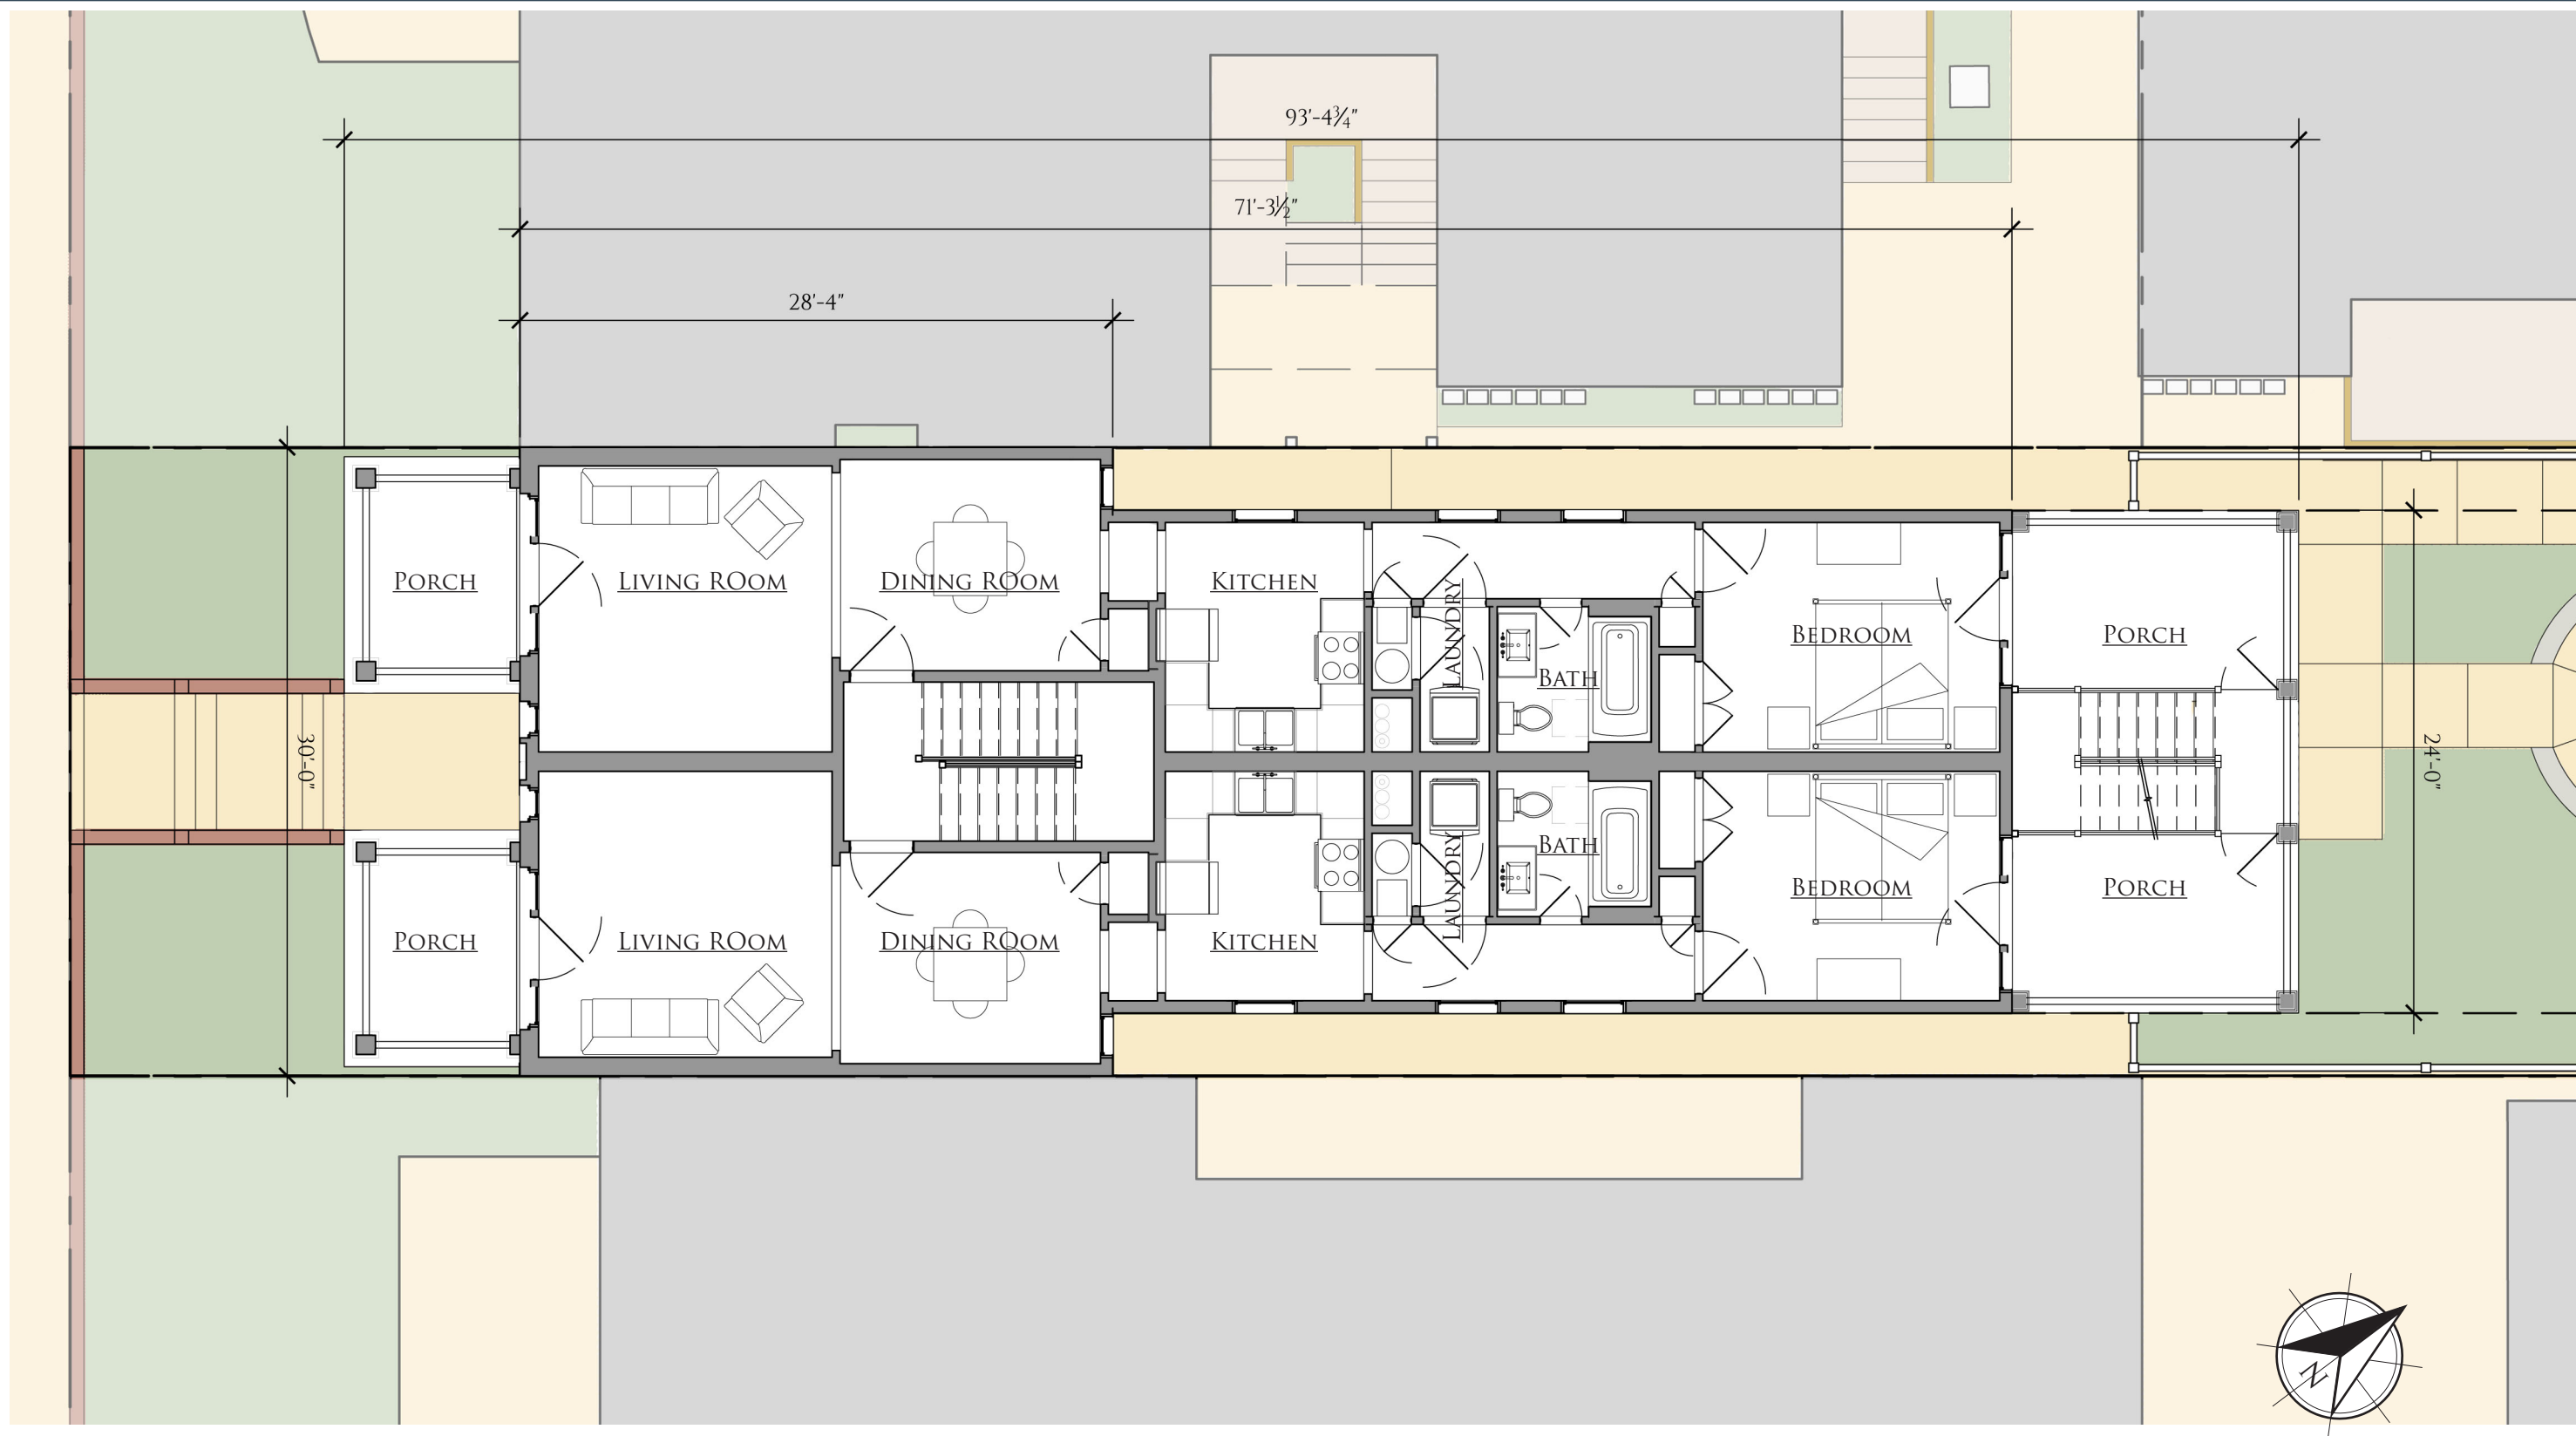 93'-4¾"
71'-3½"
28'-4"
PORCH
LIVING ROOM
DINING ROOM
KITCHEN
LAUNDRY
BATH
BEDROOM
PORCH
30'-0"
24'-0"
PORCH
LIVING ROOM
DINING ROOM
KITCHEN
LAUNDRY
BATH
BEDROOM
PORCH
N